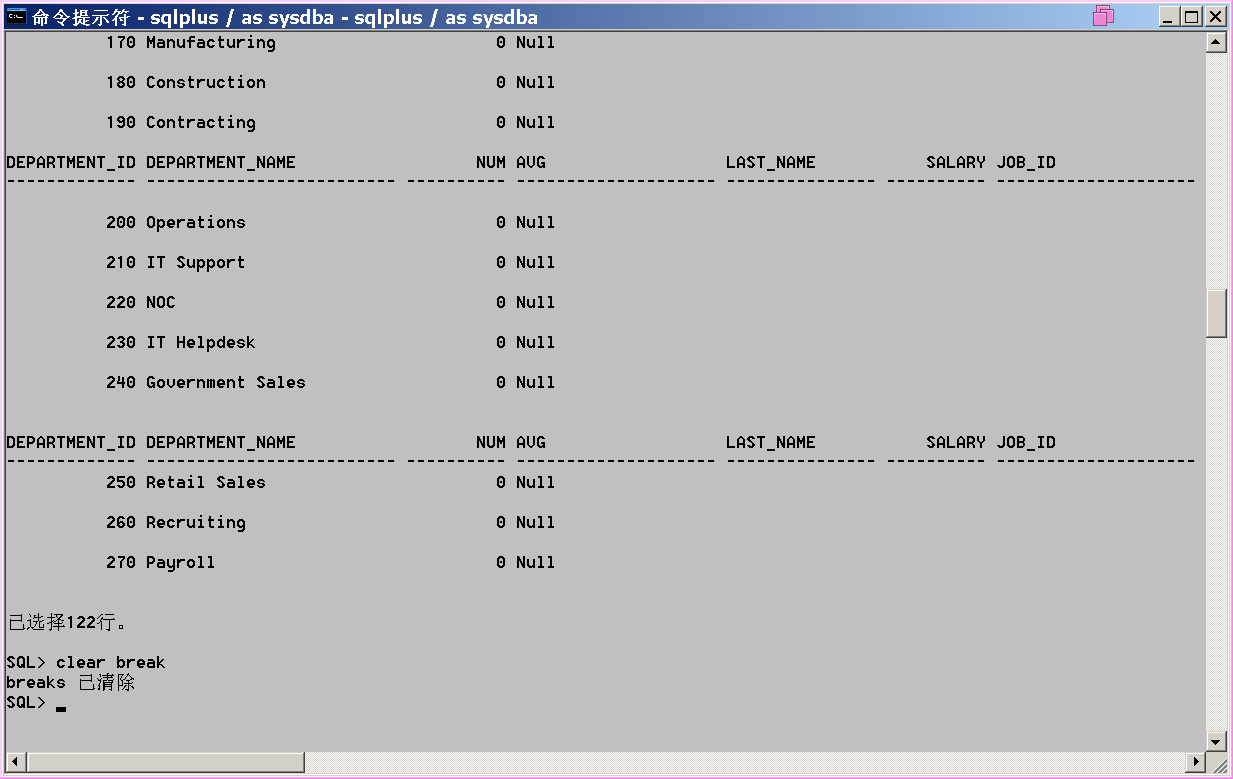 命令提示符 - sqlplus / as sysdba - sqlplus / as sysdba
170 Manufacturing 0 Null
180 Construction 0 Null
190 Contracting 0 Null
DEPARTMENT_ID DEPARTMENT_NAME NUM AVG LAST_NAME SALARY JOB_ID
------------- ------------------------- ---------- -------------------- --------------- ---------- --------------------
200 Operations 0 Null
210 IT Support 0 Null
220 NOC 0 Null
230 IT Helpdesk 0 Null
240 Government Sales 0 Null
DEPARTMENT_ID DEPARTMENT_NAME NUM AVG LAST_NAME SALARY JOB_ID
------------- ------------------------- ---------- -------------------- --------------- ---------- --------------------
250 Retail Sales 0 Null
260 Recruiting 0 Null
270 Payroll 0 Null
已选择122行。
SQL> clear break
breaks 已清除
SQL> _